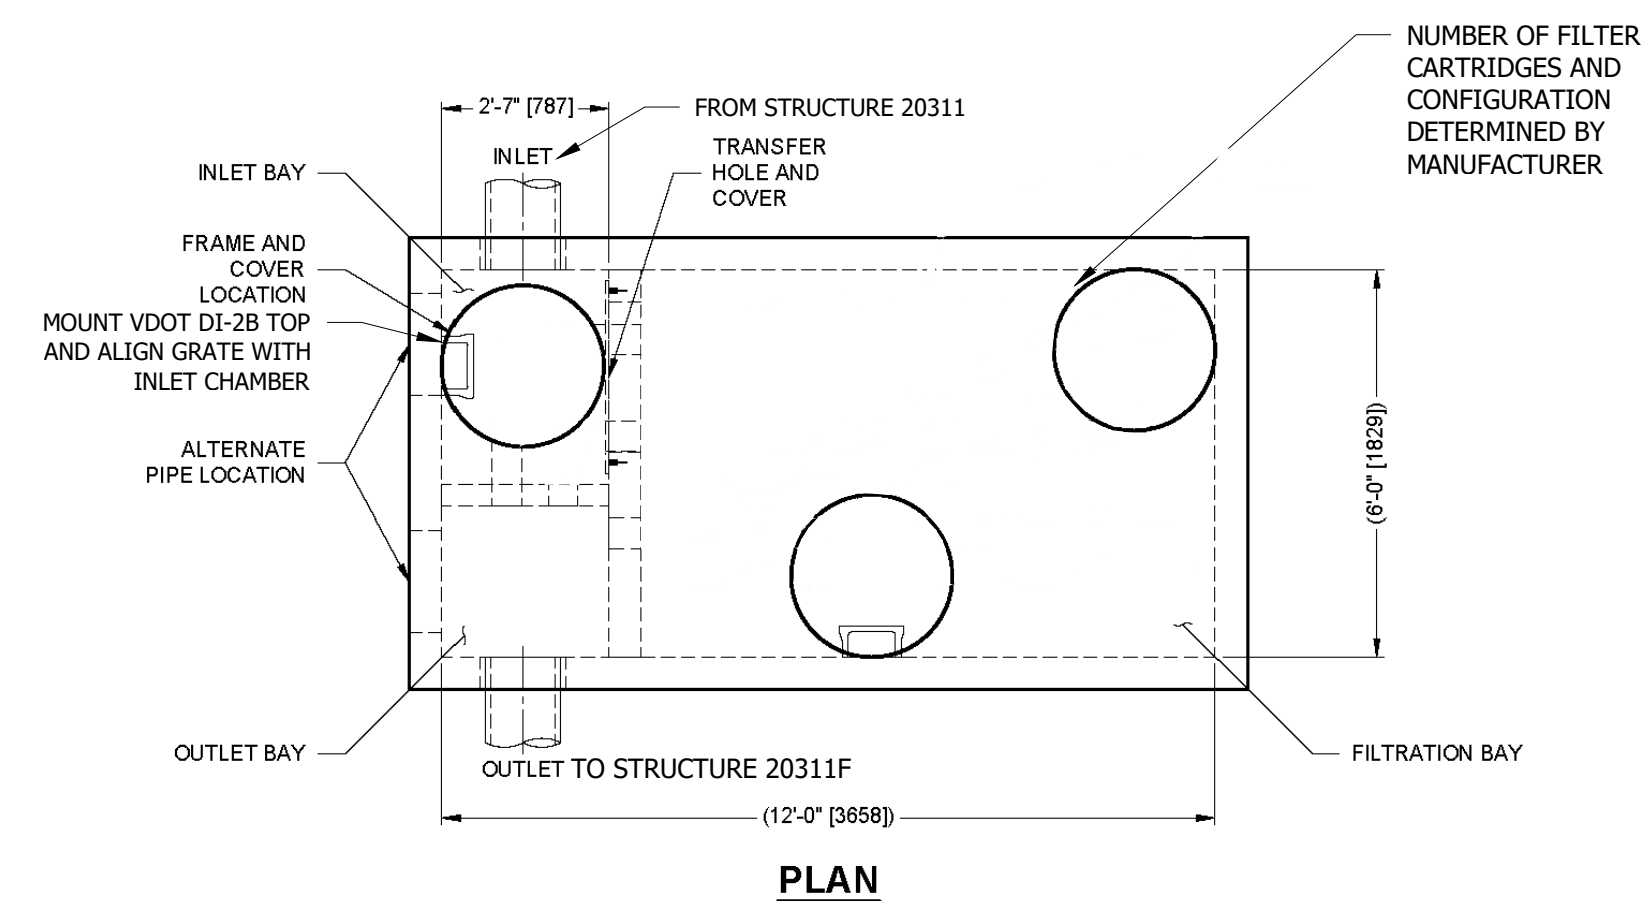 NUMBER OF FILTER
CARTRIDGES AND
CONFIGURATION
DETERMINED BY
MANUFACTURER
2'-7" [787]
FROM STRUCTURE 20311
INLET
TRANSFER
HOLE AND
COVER
INLET BAY
FRAME AND
COVER
LOCATION
MOUNT VDOT DI-2B TOP
AND ALIGN GRATE WITH
INLET CHAMBER
ALTERNATE
PIPE LOCATION
(6'-0" [1829])
OUTLET BAY
FILTRATION BAY
OUTLET TO STRUCTURE 20311F
(12'-0" [3658])
PLAN